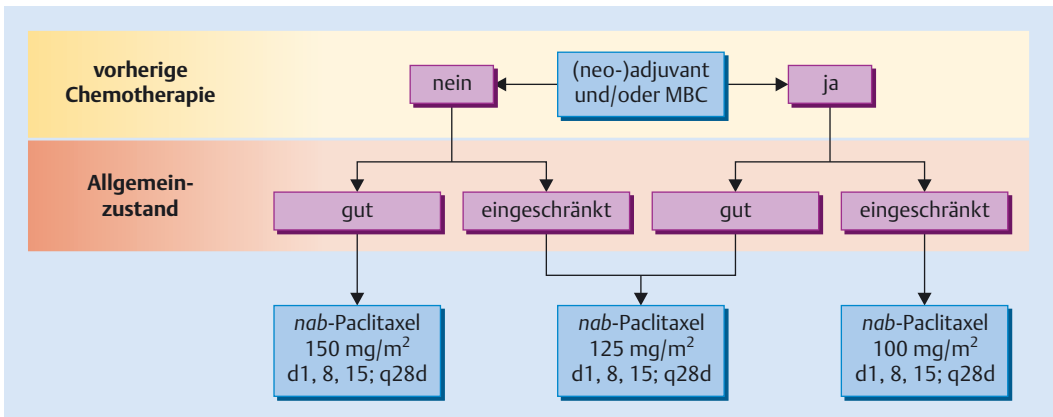 vorherige
Chemotherapie
nein
(neo-)adjuvant
und/oder MBC
ja
Allgemein-
zustand
gut
eingeschränkt
gut
eingeschränkt
nab-Paclitaxel
150 mg/m²
d1, 8, 15; q28d
nab-Paclitaxel
125 mg/m²
d1, 8, 15; q28d
nab-Paclitaxel
100 mg/m²
d1, 8, 15; q28d